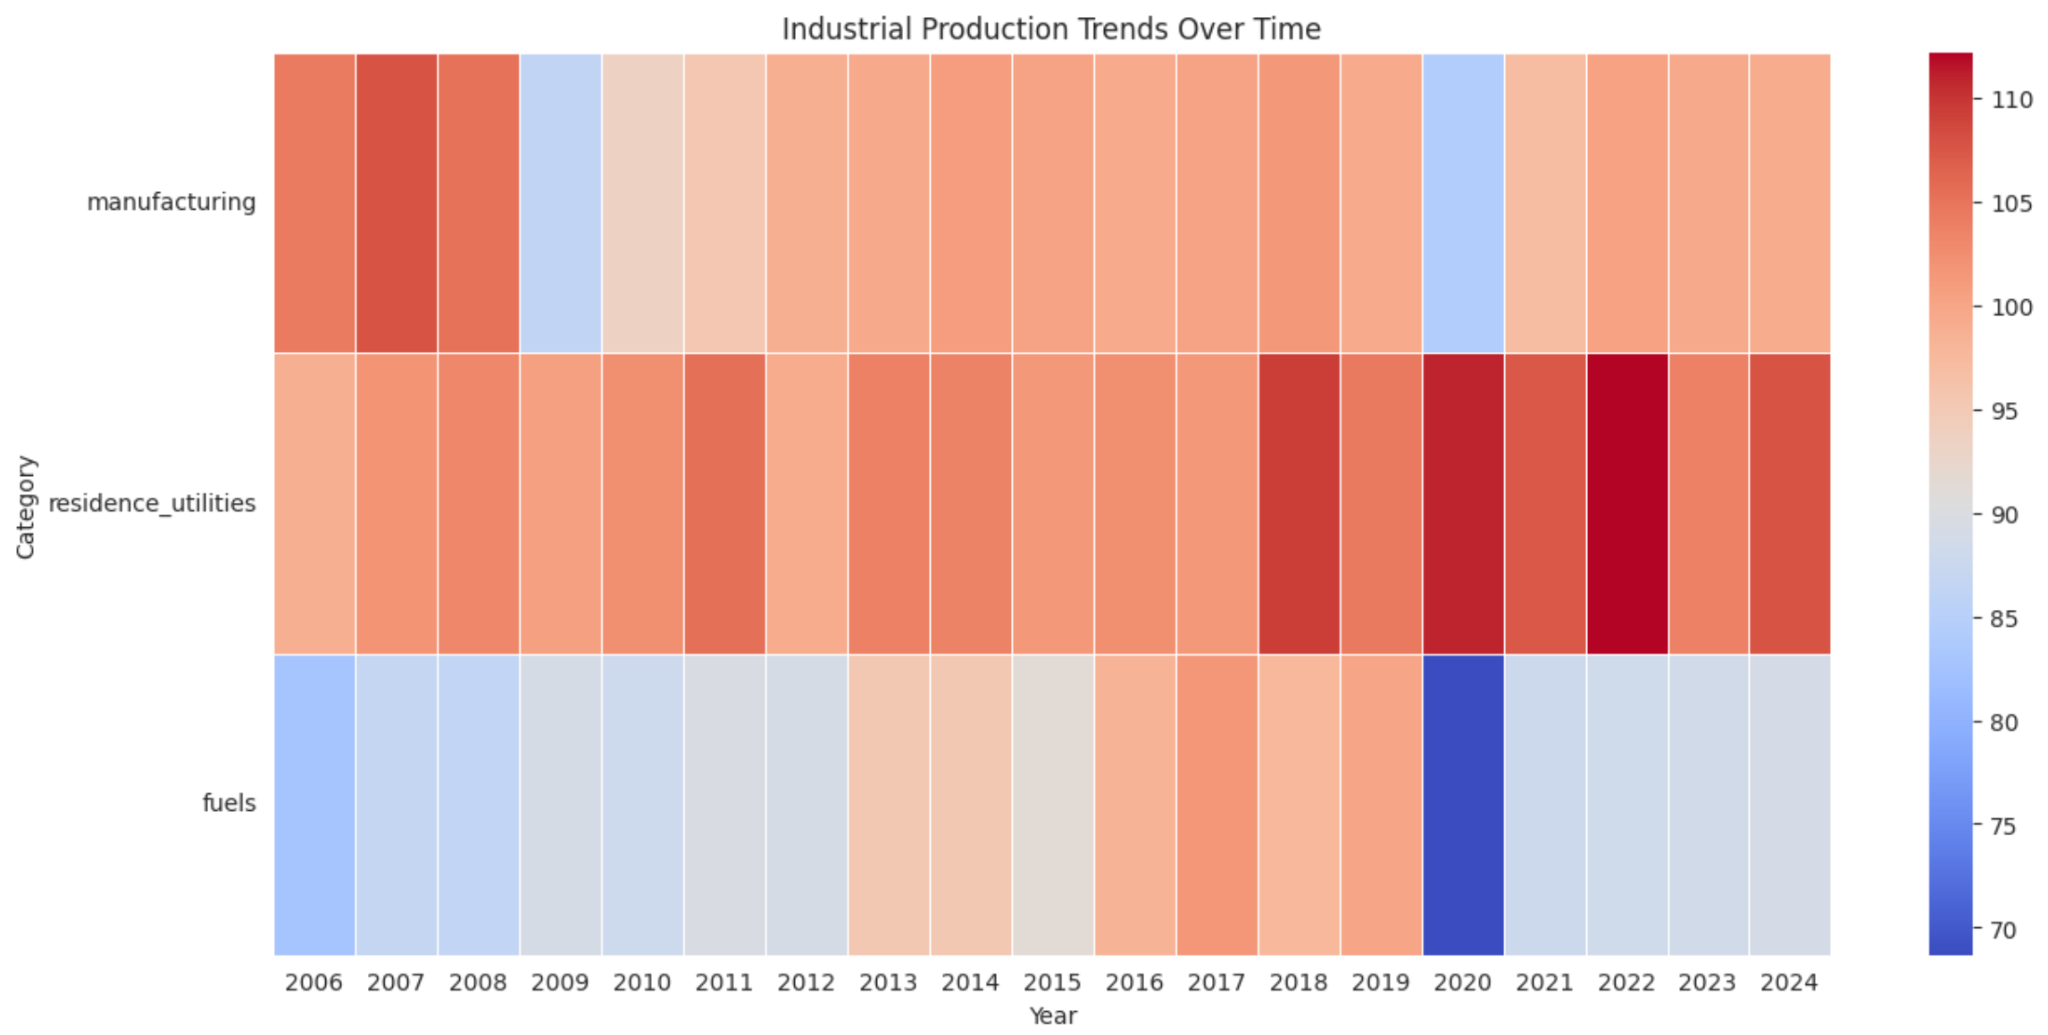 Industrial Production Trends Over Time
manufacturing
residence_utilities
fuels
Category
2006 2007 2008 2009 2010 2011 2012 2013 2014 2015 2016 2017 2018 2019 2020 2021 2022 2023 2024
Year
110
105
100
95
90
85
80
75
70